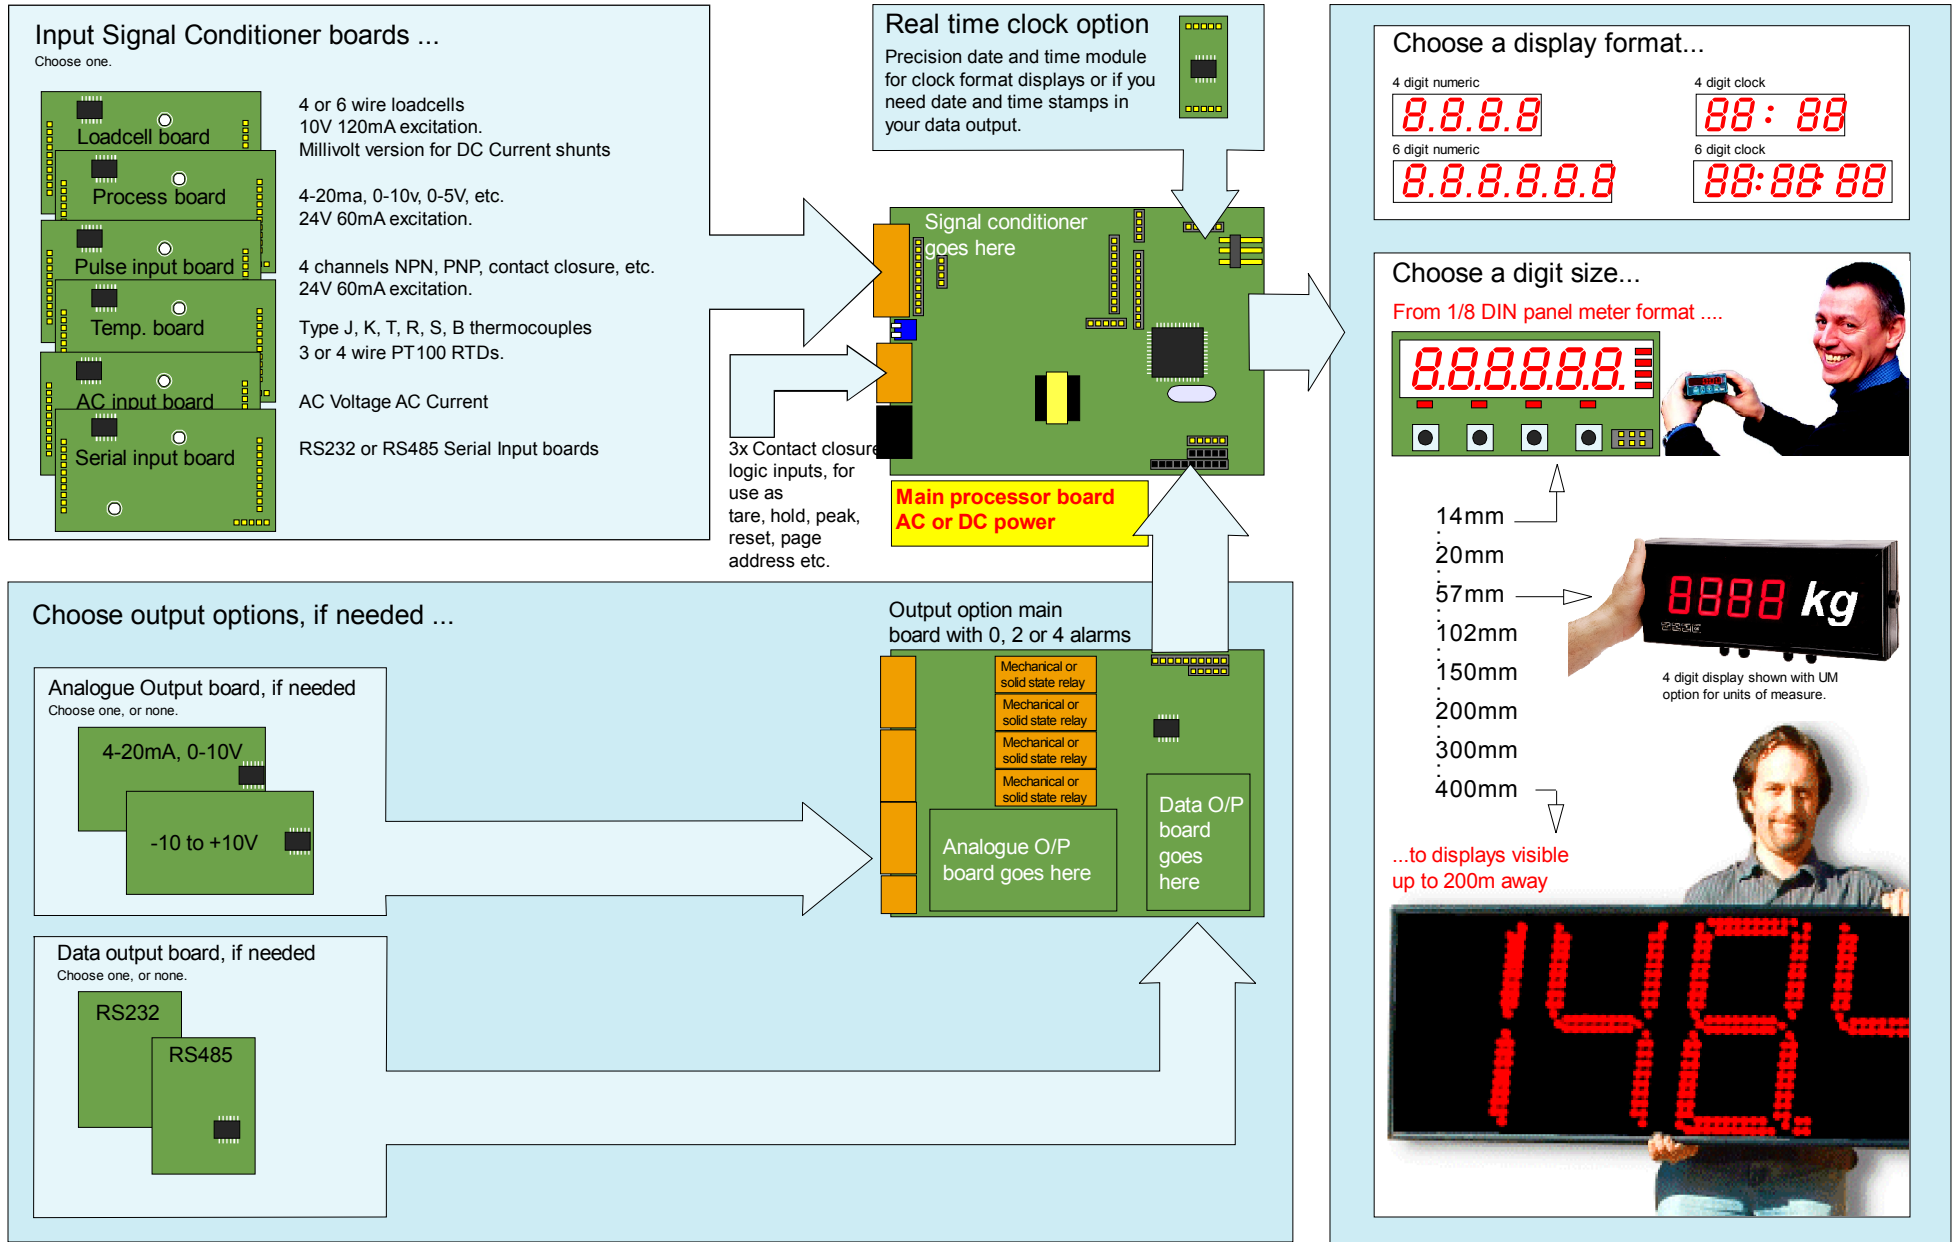 Input Signal Conditioner boards ...
Choose one.
Loadcell board
4 or 6 wire loadcells
10V 120mA excitation.
Millivolt version for DC Current shunts
Process board
4-20ma, 0-10v, 0-5V, etc.
24V 60mA excitation.
Pulse input board
4 channels NPN, PNP, contact closure, etc.
24V 60mA excitation.
Temp. board
Type J, K, T, R, S, B thermocouples
3 or 4 wire PT100 RTDs.
AC input board
AC Voltage AC Current
Serial input board
RS232 or RS485 Serial Input boards
Real time clock option
Precision date and time module
for clock format displays or if you
need date and time stamps in
your data output.
Signal conditioner
goes here
3x Contact closure
logic inputs, for
use as
tare, hold, peak,
reset, page
address etc.
Main processor board
AC or DC power
Choose output options, if needed ...
Analogue Output board, if needed
Choose one, or none.
4-20mA, 0-10V
-10 to +10V
Data output board, if needed
Choose one, or none.
RS232
RS485
Output option main
board with 0, 2 or 4 alarms
Mechanical or
solid state relay
Mechanical or
solid state relay
Mechanical or
solid state relay
Mechanical or
solid state relay
Analogue O/P
board goes here
Data O/P
board
goes
here
Choose a display format...
4 digit numeric
8.8.8.8
4 digit clock
88: 88
6 digit numeric
8.8.8.8.8.8
6 digit clock
88:88:88
Choose a digit size...
From 1/8 DIN panel meter format ....
8.8.8.8.8.8.
14mm
20mm
57mm
102mm
150mm
200mm
300mm
400mm
8888 kg
4 digit display shown with UM
option for units of measure.
...to displays visible
up to 200m away
148.4